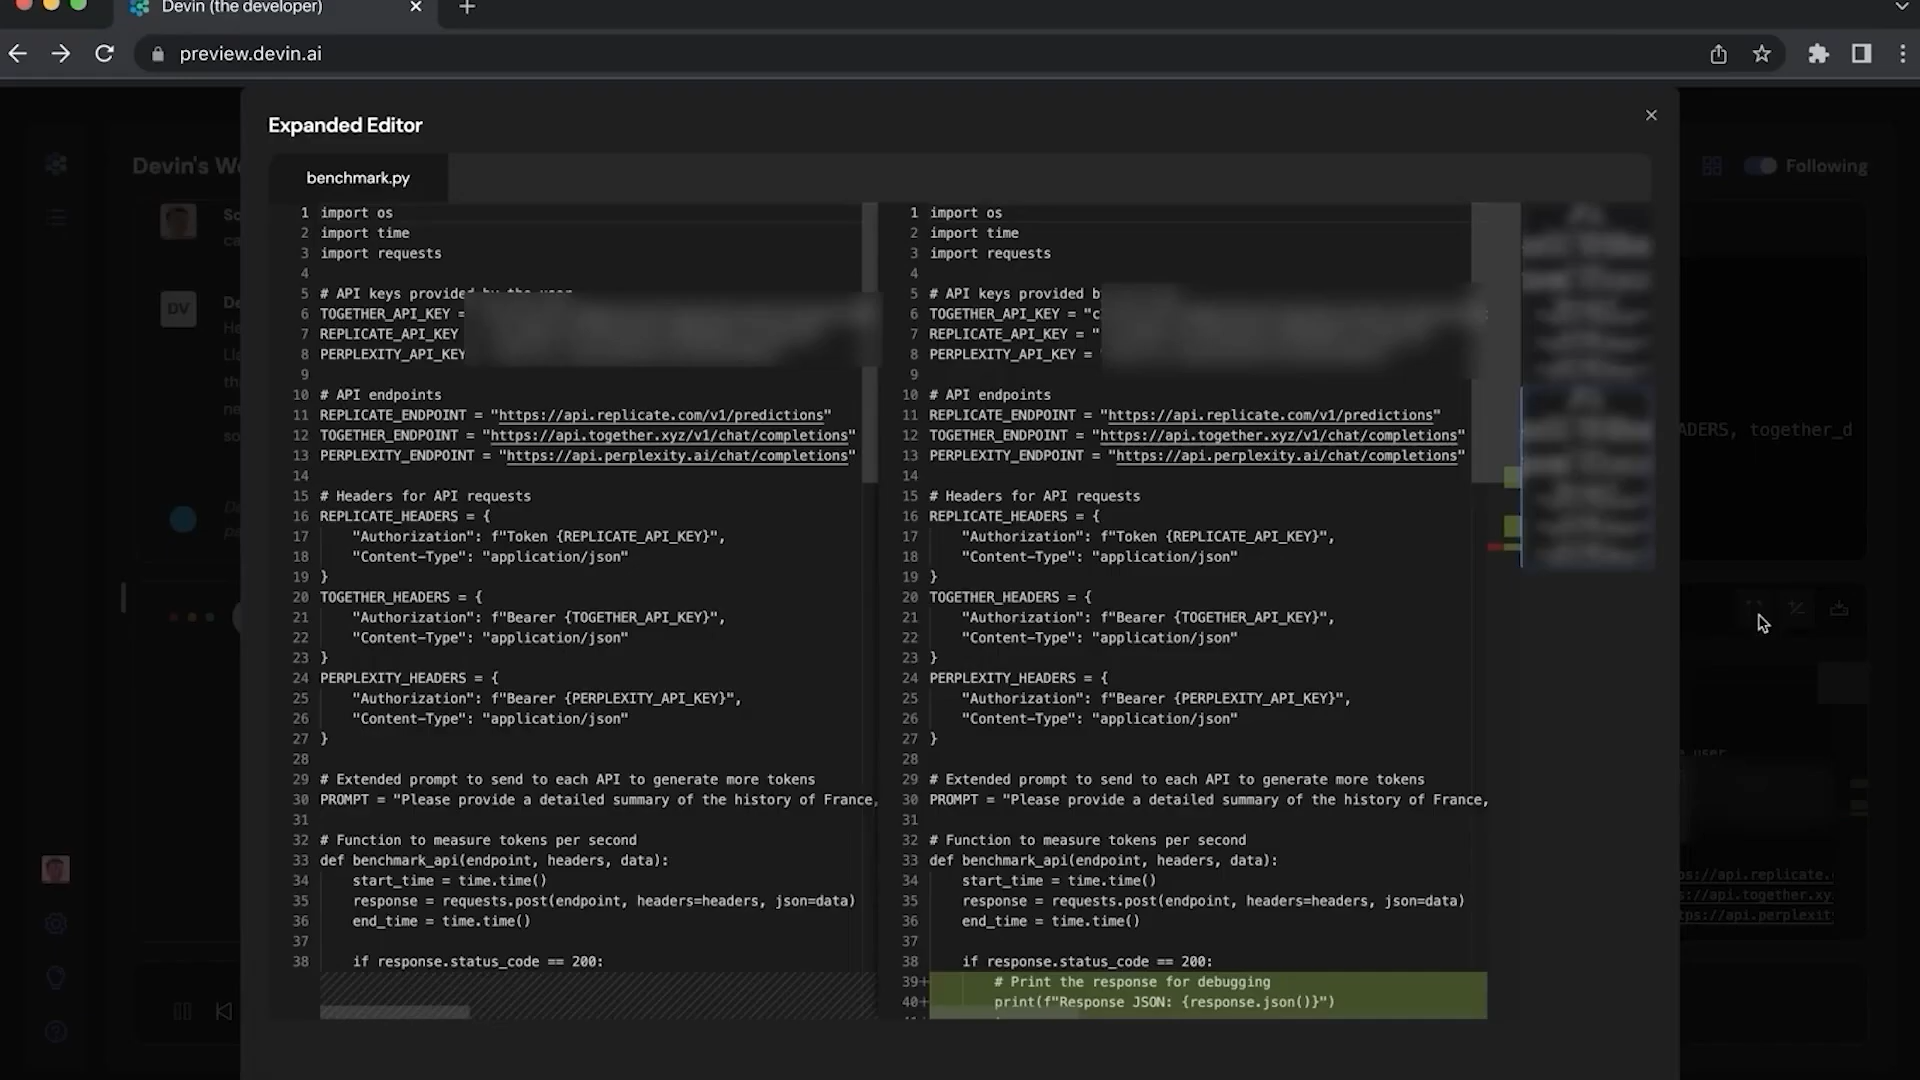 Devin (the developer)
preview.devin.ai
Expanded Editor
Devin's W
Following
benchmark.py
1 import os
2 import time
3 import requests
4
5 # API keys provided by the user
6 TOGETHER_API_KEY =
7 REPLICATE_API_KEY
8 PERPLEXITY_API_KEY
9
10 # API endpoints
11 REPLICATE_ENDPOINT = "https://api.replicate.com/v1/predictions"
12 TOGETHER_ENDPOINT = "https://api.together.xyz/v1/chat/completions"
13 PERPLEXITY_ENDPOINT = "https://api.perplexity.ai/chat/completions"
14
15 # Headers for API requests
16 REPLICATE_HEADERS = {
17 "Authorization": f"Token {REPLICATE_API_KEY}",
18 "Content-Type": "application/json"
19 }
20 TOGETHER_HEADERS = {
21 "Authorization": f"Bearer {TOGETHER_API_KEY}",
22 "Content-Type": "application/json"
23 }
24 PERPLEXITY_HEADERS = {
25 "Authorization": f"Bearer {PERPLEXITY_API_KEY}",
26 "Content-Type": "application/json"
27 }
28
29 # Extended prompt to send to each API to generate more tokens
30 PROMPT = "Please provide a detailed summary of the history of France,
31
32 # Function to measure tokens per second
33 def benchmark_api(endpoint, headers, data):
34 start_time = time.time()
35 response = requests.post(endpoint, headers=headers, json=data)
36 end_time = time.time()
37
38 if response.status_code == 200:
1 import os
2 import time
3 import requests
4
5 # API keys provided b
6 TOGETHER_API_KEY = "c
7 REPLICATE_API_KEY = "
8 PERPLEXITY_API_KEY =
9
10 # API endpoints
11 REPLICATE_ENDPOINT = "https://api.replicate.com/v1/predictions"
12 TOGETHER_ENDPOINT = "https://api.together.xyz/v1/chat/completions"
13 PERPLEXITY_ENDPOINT = "https://api.perplexity.ai/chat/completions"
14
15 # Headers for API requests
16 REPLICATE_HEADERS = {
17 "Authorization": f"Token {REPLICATE_API_KEY}",
18 "Content-Type": "application/json"
19 }
20 TOGETHER_HEADERS = {
21 "Authorization": f"Bearer {TOGETHER_API_KEY}",
22 "Content-Type": "application/json"
23 }
24 PERPLEXITY_HEADERS = {
25 "Authorization": f"Bearer {PERPLEXITY_API_KEY}",
26 "Content-Type": "application/json"
27 }
28
29 # Extended prompt to send to each API to generate more tokens
30 PROMPT = "Please provide a detailed summary of the history of France,
31
32 # Function to measure tokens per second
33 def benchmark_api(endpoint, headers, data):
34 start_time = time.time()
35 response = requests.post(endpoint, headers=headers, json=data)
36 end_time = time.time()
37
38 if response.status_code == 200:
39+ # Print the response for debugging
40+ print(f"Response JSON: {response.json()}")
DV
ADERS, together_d
s://api.replicate.
s://api.together.xy
tps://api.perplexit